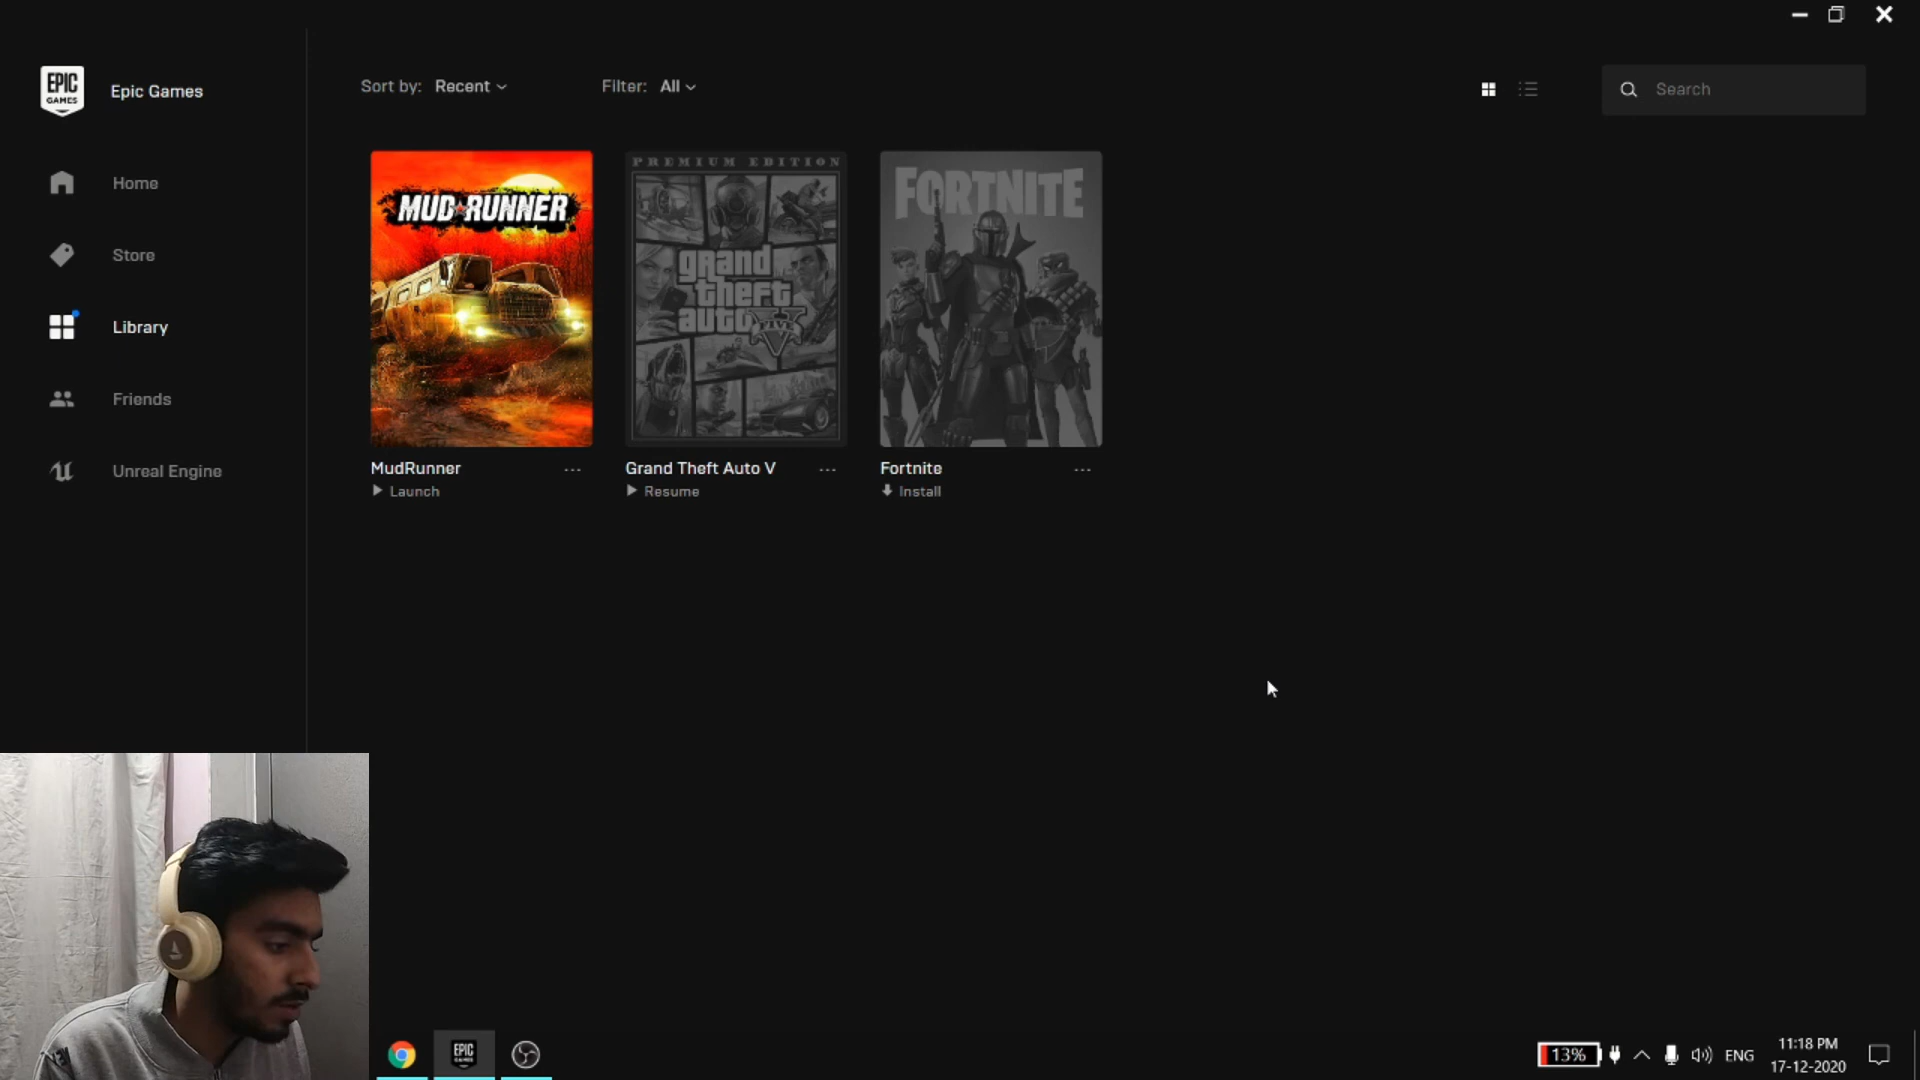 EPIC
GAMES
Epic Games
Home
Store
Library
Friends
Unreal Engine
Sort by: Recent
Filter: All
Search
MUD RUNNER
PREMIUM EDITION
grand
theft
auto
FIVE
FORTNITE
MudRunner
...
Launch
Grand Theft Auto V
...
Resume
Fortnite
...
Install
EPIC
GAMES
13%
ENG
11:18 PM
17-12-2020